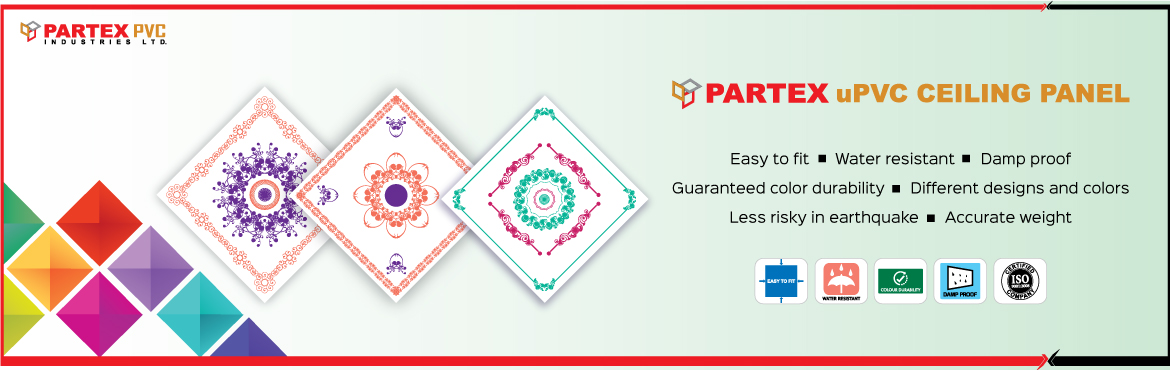 PARTEX PVC
INDUSTRIES LTD.
PARTEX uPVC CEILING PANEL
Easy to fit ■ Water resistant ■ Damp proof
Guaranteed color durability ■ Different designs and colors
Less risky in earthquake ■ Accurate weight
EASY TO FIT
WATER RESISTANT
COLOUR DURABILITY
DAMP PROOF
CERTIFIED
ISO
COMPANY